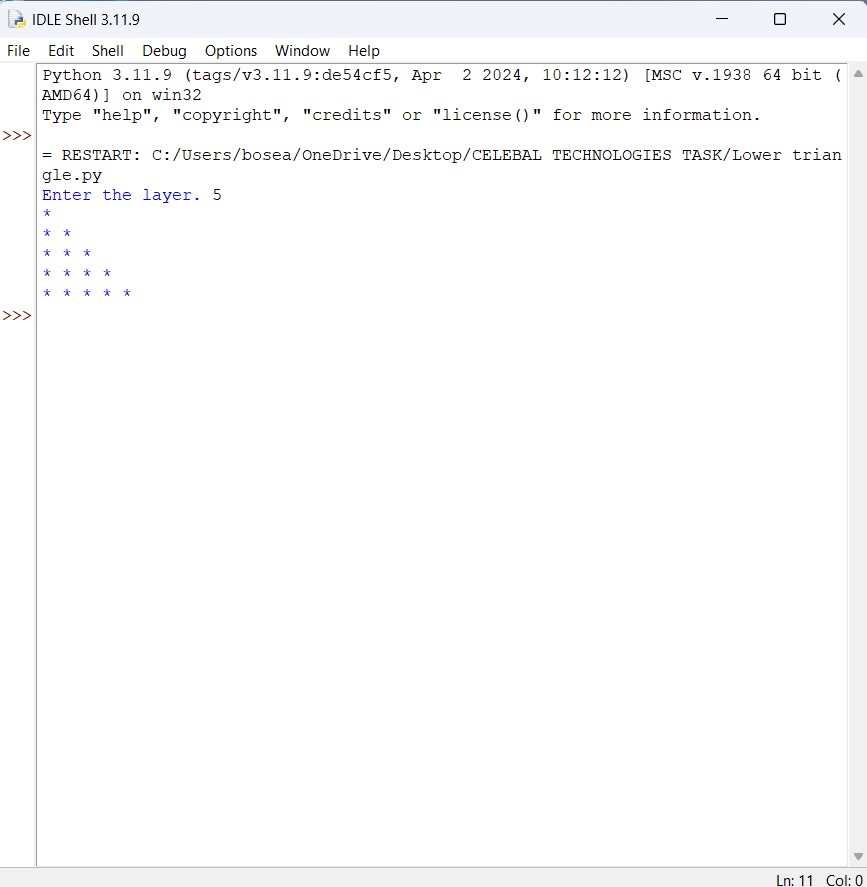 IDLE Shell 3.11.9
File Edit Shell Debug Options Window Help
Python 3.11.9 (tags/v3.11.9:de54cf5, Apr  2 2024, 10:12:12) [MSC v.1938 64 bit (
AMD64)] on win32
Type "help", "copyright", "credits" or "license()" for more information.
>>>
= RESTART: C:/Users/bosea/OneDrive/Desktop/CELEBAL TECHNOLOGIES TASK/Lower trian
gle.py
Enter the layer. 5
*
* *
* * *
* * * *
* * * * *
>>>
Ln: 11 Col: 0